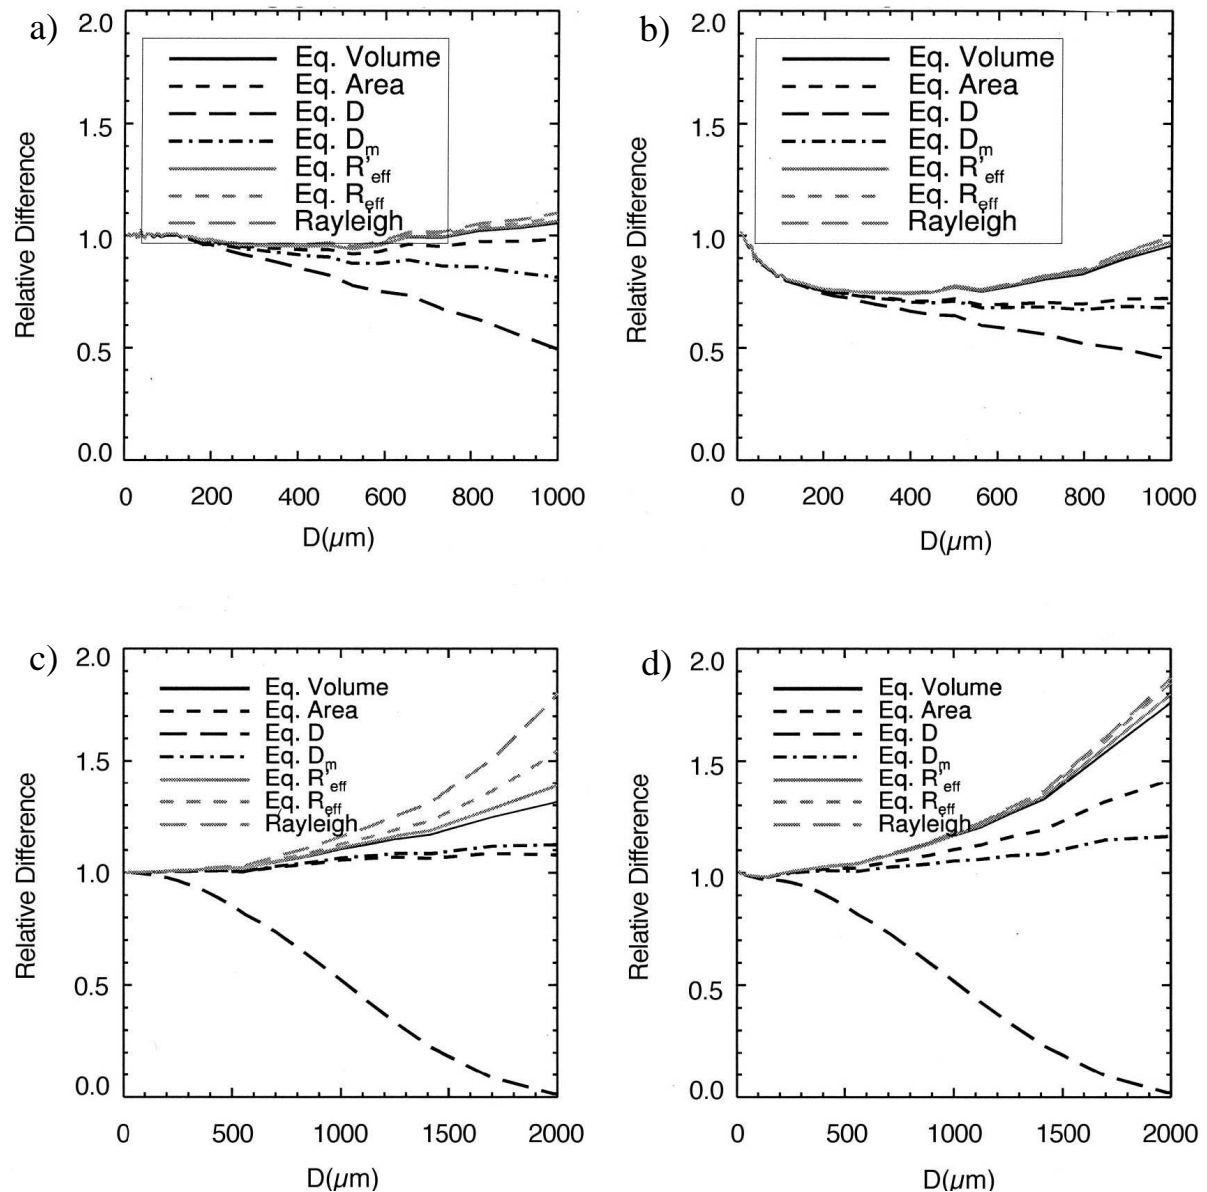 a)
2.0
1.5
1.0
0.5
0.0
Relative Difference
Eq. Volume
Eq. Area
Eq. D
Eq. Dm
Eq. R'eff
Eq. Reff
Rayleigh
0 200 400 600 800 1000
D(μm)
b)
2.0
1.5
1.0
0.5
0.0
Relative Difference
Eq. Volume
Eq. Area
Eq. D
Eq. Dm
Eq. R'eff
Eq. Reff
Rayleigh
0 200 400 600 800 1000
D(μm)
c)
2.0
1.5
1.0
0.5
0.0
Relative Difference
Eq. Volume
Eq. Area
Eq. D
Eq. Dm
Eq. R'eff
Eq. Reff
Rayleigh
0 500 1000 1500 2000
D(μm)
d)
2.0
1.5
1.0
0.5
0.0
Relative Difference
Eq. Volume
Eq. Area
Eq. D
Eq. Dm
Eq. R'eff
Eq. Reff
Rayleigh
0 500 1000 1500 2000
D(μm)